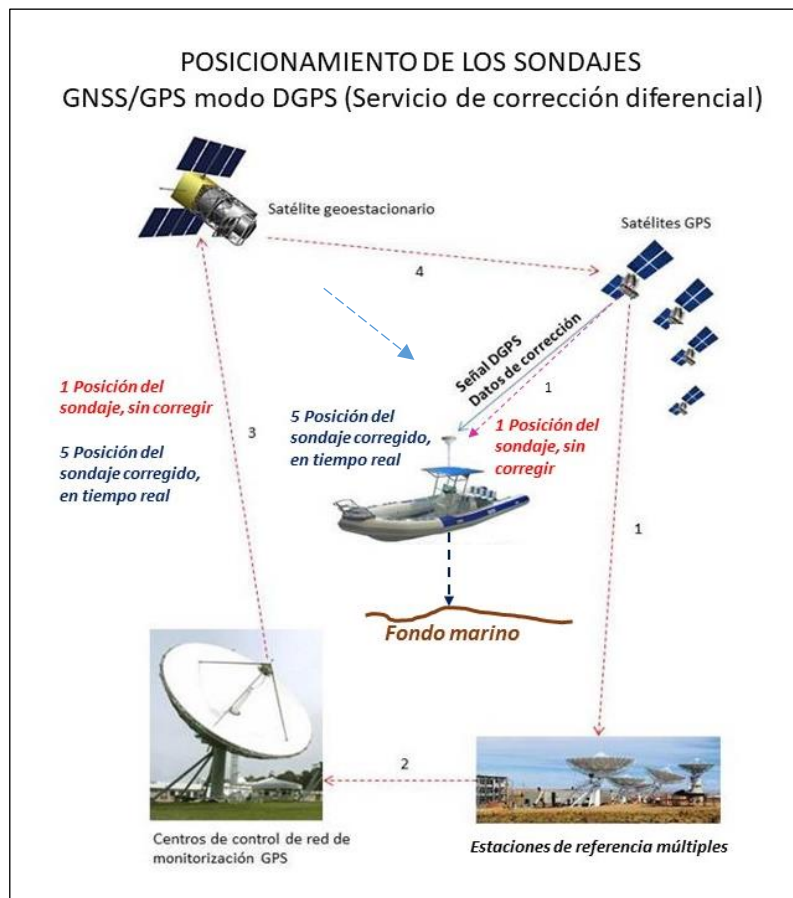 POSICIONAMIENTO DE LOS SONDAJES
GNSS/GPS modo DGPS (Servicio de corrección diferencial)
Satélite geoestacionario
Satélites GPS
4
Señal DGPS
Datos de corrección
1
1 Posición del
sondaje, sin corregir
5 Posición del
sondaje corregido,
en tiempo real
3
5 Posición del
sondaje corregido,
en tiempo real
1 Posición del
sondaje, sin
corregir
1
Fondo marino
2
Centros de control de red de
monitorización GPS
Estaciones de referencia múltiples